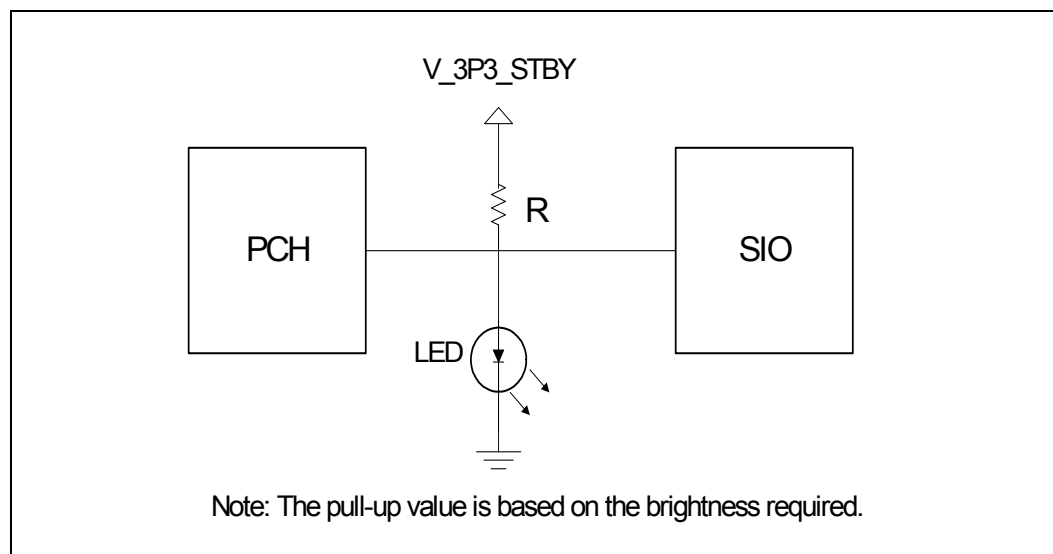 V_3P3_STBY
R
PCH
SIO
LED
Note: The pull-up value is based on the brightness required.